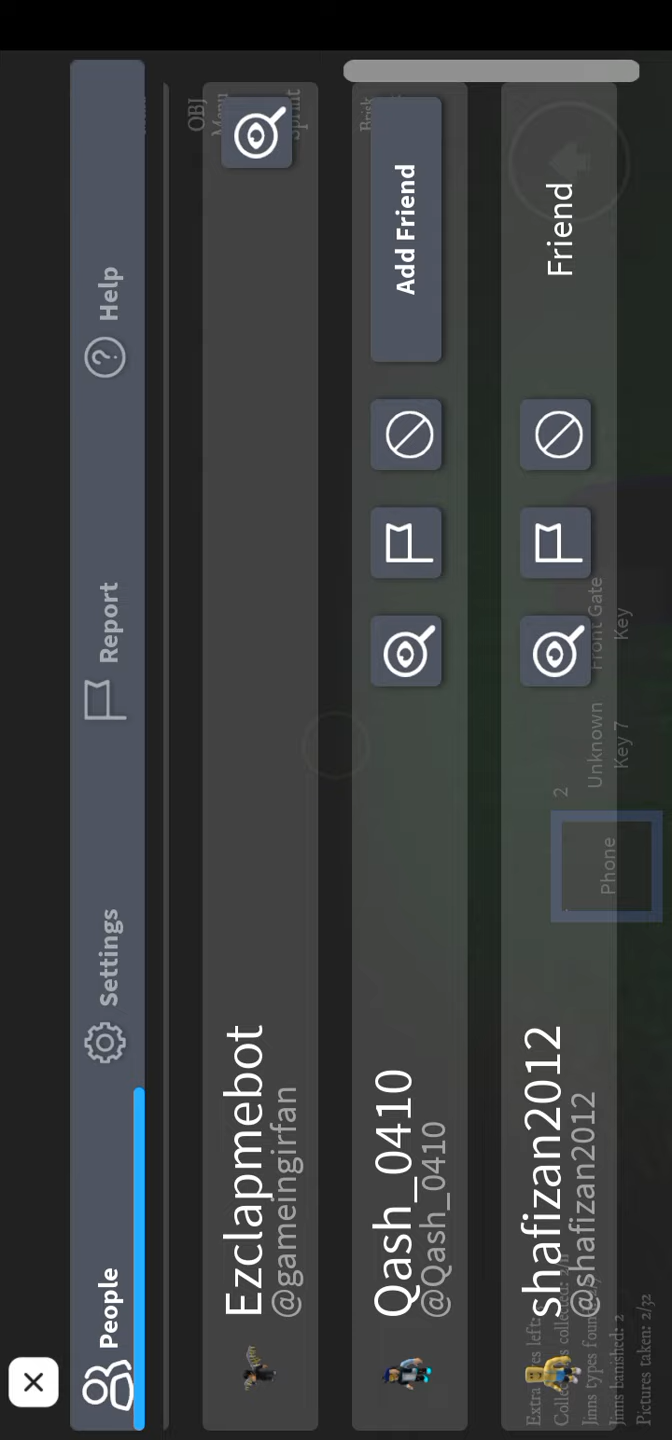 People
Settings
Report
Help
Ezclapmebot
@gameingirfan
Qash_0410
@Qash_0410
Add Friend
shafizan2012
@shafizan2012
Friend
OBJ
Menu
Sprint
2
Phone
Unknown
Key 7
Front Gate
Key
Jinns banished: 2
Pictures taken: 2/32